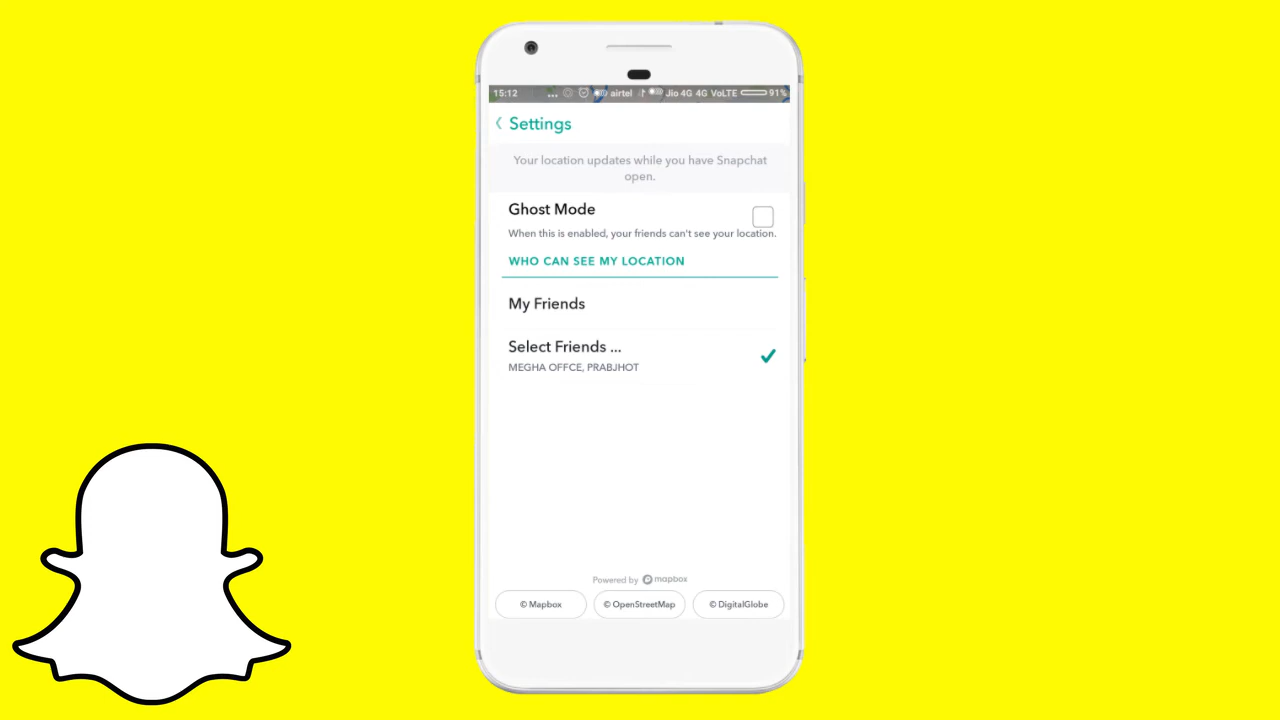 15:12 ... airtel Jio 4G 4G VoLTE 91%
Settings
Your location updates while you have Snapchat
open.
Ghost Mode
When this is enabled, your friends can't see your location.
WHO CAN SEE MY LOCATION
My Friends
Select Friends ...
MEGHA OFFCE, PRABJHOT
Powered by mapbox
© Mapbox © OpenStreetMap © DigitalGlobe